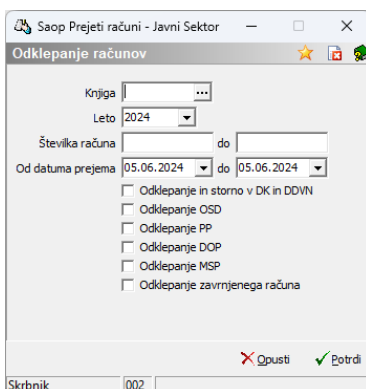 Saop Prejeti računi - Javni Sektor
Odklepanje računov
Knjiga
Leto 2024
Številka računa do
Od datuma prejema 05.06.2024 do 05.06.2024
Odklepanje in storno v DK in DDVN
Odklepanje OSD
Odklepanje PP
Odklepanje DOP
Odklepanje MSP
Odklepanje zavrnjenega računa
Opusti Potrdi
Skrbnik 002